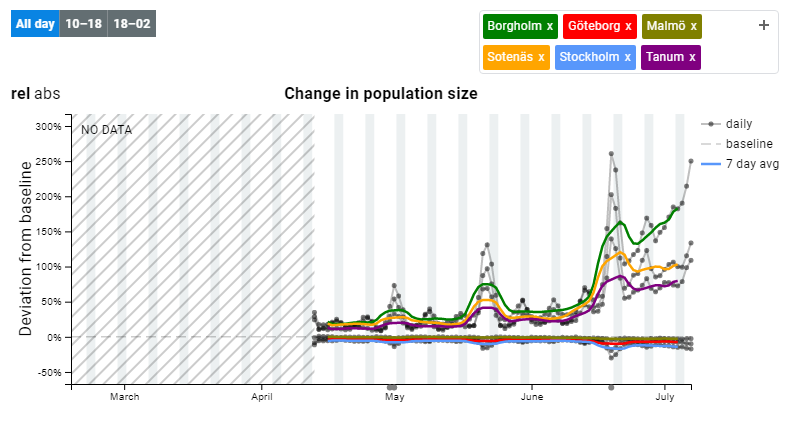 All day 10–18 18–02
Borgholm x Göteborg x Malmö x +
Sotenäs x Stockholm x Tanum x
rel abs
Change in population size
Deviation from baseline
300%
250%
200%
150%
100%
50%
0%
-50%
NO DATA
daily
baseline
7 day avg
March April May June July